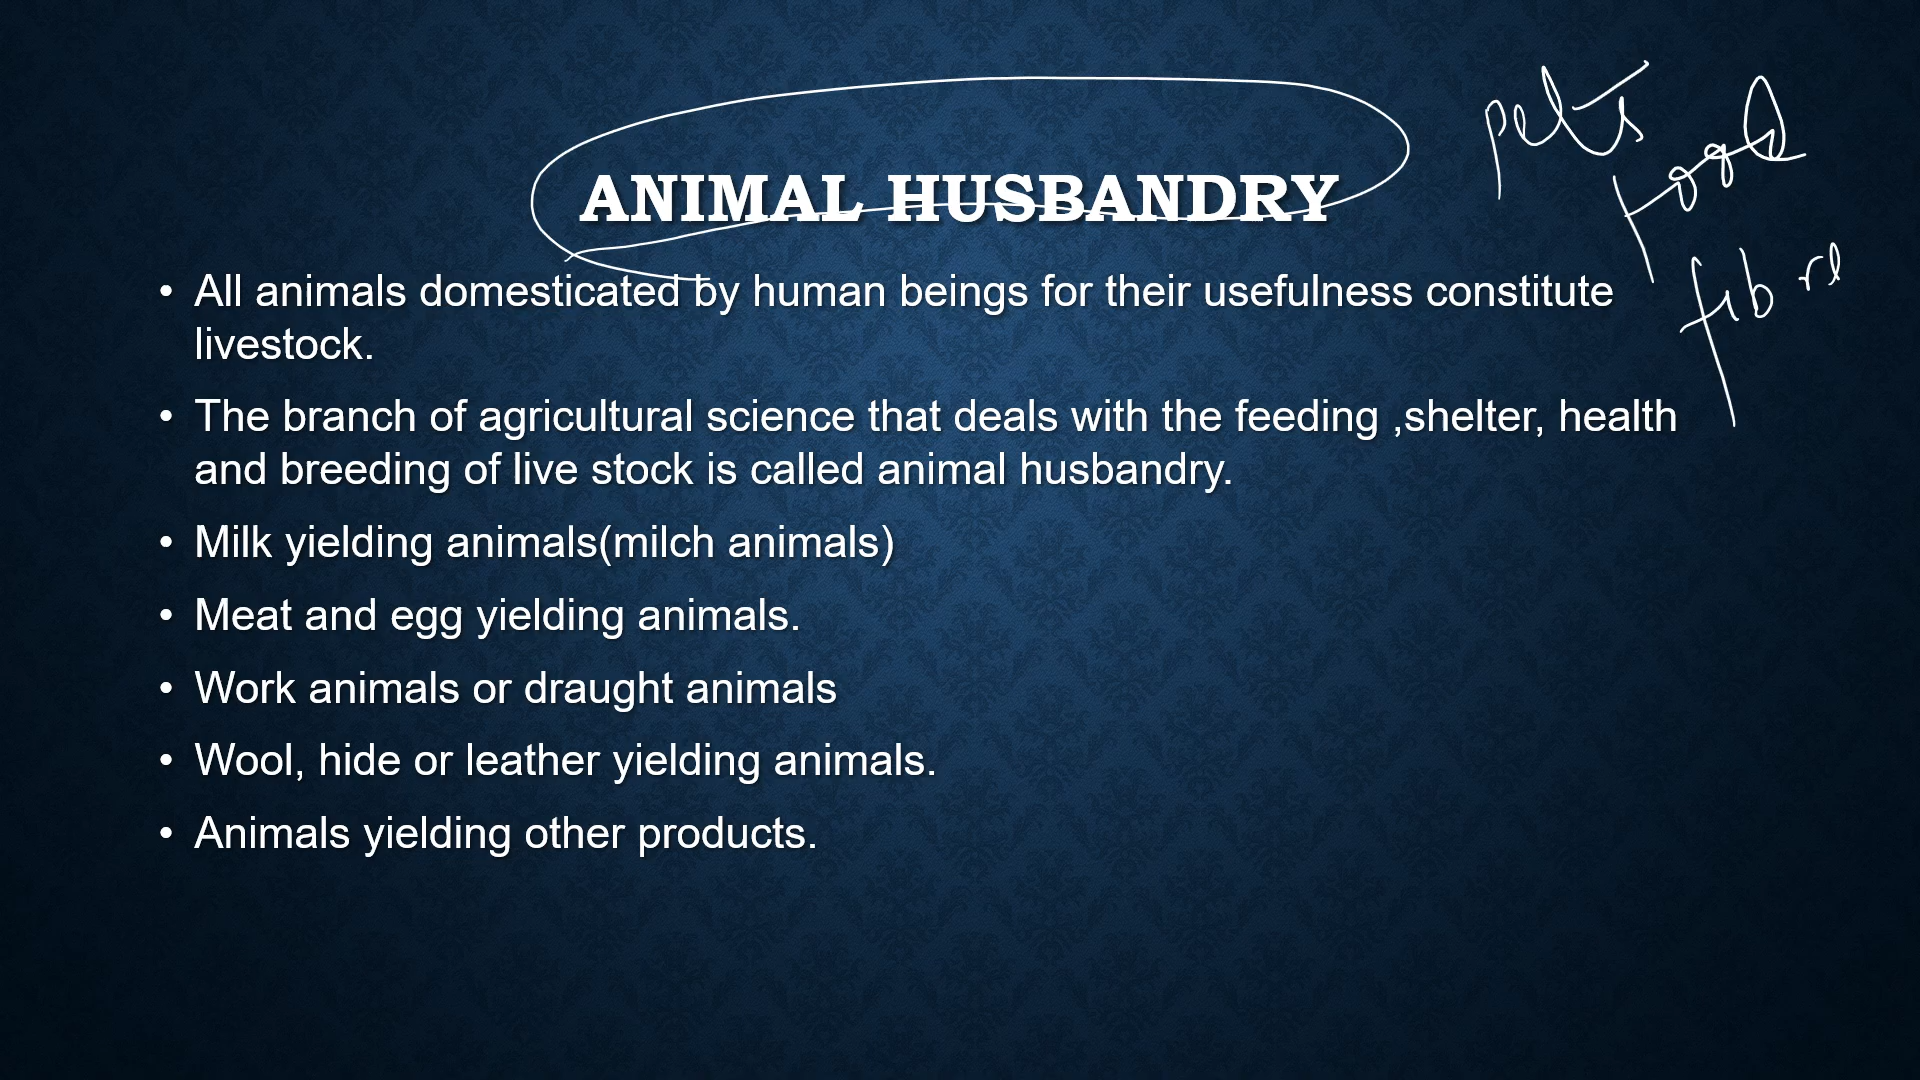 ANIMAL HUSBANDRY
pets
Food
fibre
• All animals domesticated by human beings for their usefulness constitute
livestock.
• The branch of agricultural science that deals with the feeding ,shelter, health
and breeding of live stock is called animal husbandry.
• Milk yielding animals(milch animals)
• Meat and egg yielding animals.
• Work animals or draught animals
• Wool, hide or leather yielding animals.
• Animals yielding other products.